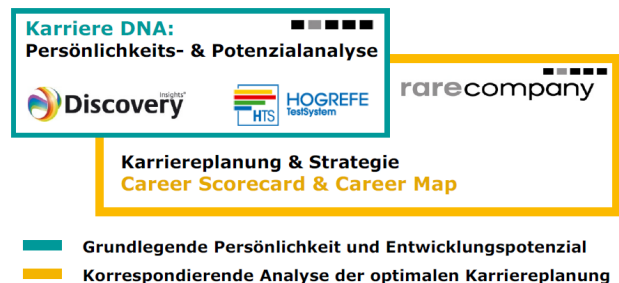 Karriere DNA:
Persönlichkeits- & Potenzialanalyse
Insights®
Discovery
HTS
HOGREFE
TestSystem
rarecompany
Karriereplanung & Strategie
Career Scorecard & Career Map
Grundlegende Persönlichkeit und Entwicklungspotenzial
Korrespondierende Analyse der optimalen Karriereplanung